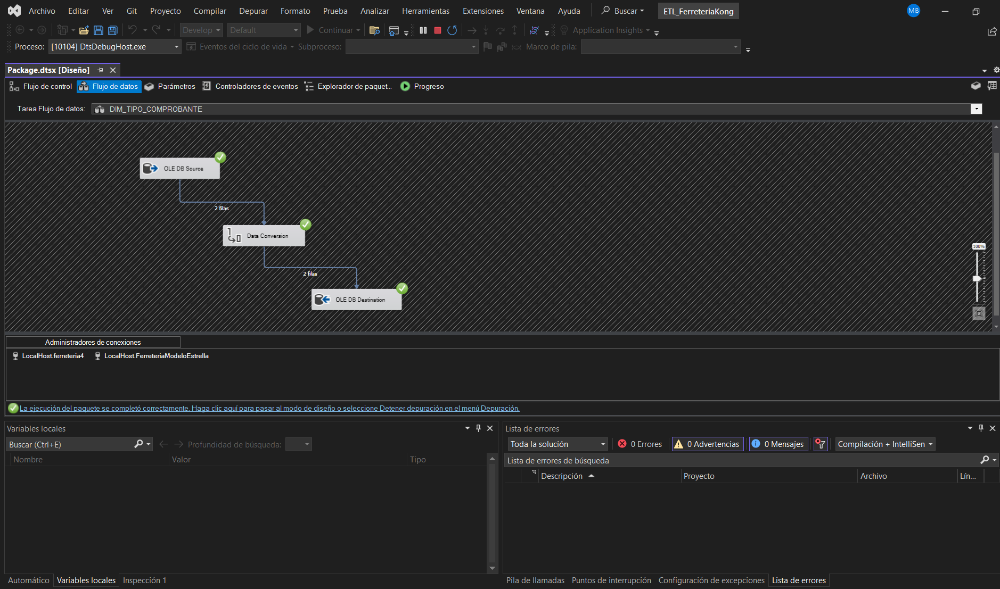 Archivo Editar Ver Git Proyecto Compilar Depurar Formato Prueba Analizar Herramientas Extensiones Ventana Ayuda Buscar ETL_FerreteriaKong MB
Develop Default Continuar Application Insights
Proceso: [10104] DtsDebugHost.exe Eventos del ciclo de vida Subproceso: Marco de pila:
Package.dtsx [Diseño]
Flujo de control Flujo de datos Parámetros Controladores de eventos Explorador de paquet... Progreso
Tarea Flujo de datos: DIM_TIPO_COMPROBANTE
OLE DB Source
2 filas
Data Conversion
2 filas
OLE DB Destination
100%
Administradores de conexiones
LocalHost.ferreteria4 LocalHost.FerreteriaModeloEstrella
La ejecución del paquete se completó correctamente. Haga clic aquí para pasar al modo de diseño o seleccione Detener depuración en el menú Depuración.
Variables locales
Buscar (Ctrl+E) Profundidad de búsqueda:
Nombre Valor Tipo
Automático Variables locales Inspección 1
Lista de errores
Toda la solución 0 Errores 0 Advertencias 0 Mensajes Compilación + IntelliSen
Lista de errores de búsqueda
Descripción Proyecto Archivo Lín...
Pila de llamadas Puntos de interrupción Configuración de excepciones Lista de errores